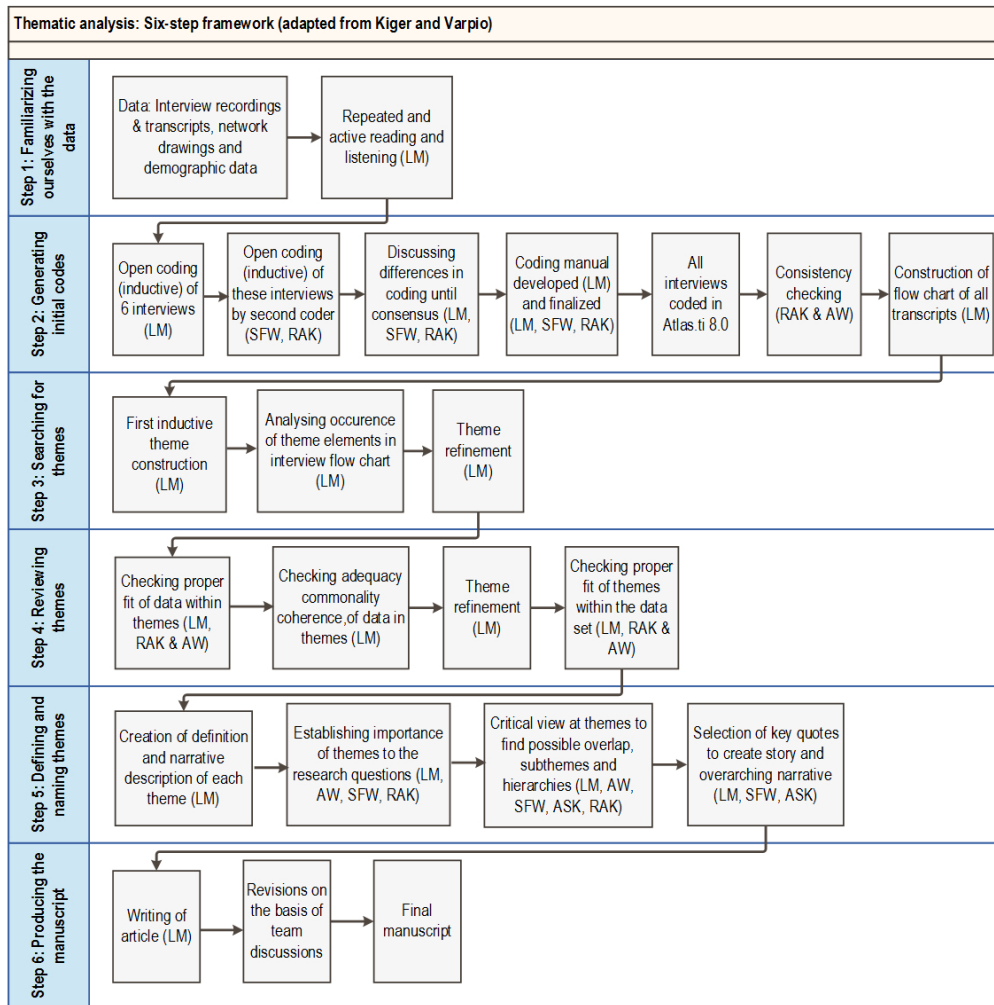 Thematic analysis: Six-step framework (adapted from Kiger and Varpio)
Step 1: Familiarizing
ourselves with the
data
Data: Interview recordings
& transcripts, network
drawings and
demographic data
Repeated and
active reading and
listening (LM)
Step 2: Generating
initial codes
Open coding
(inductive) of
6 interviews
(LM)
Open coding
(inductive) of
these interviews
by second coder
(SFW, RAK)
Discussing
differences in
coding until
consensus (LM,
SFW, RAK)
Coding manual
developed (LM)
and finalized
(LM, SFW, RAK)
All
interviews
coded in
Atlas.ti 8.0
Consistency
checking
(RAK & AW)
Construction of
flow chart of all
transcripts (LM)
Step 3: Searching for
themes
First inductive
theme
construction
(LM)
Analysing occurence
of theme elements in
interview flow chart
(LM)
Theme
refinement
(LM)
Step 4: Reviewing
themes
Checking proper
fit of data within
themes (LM,
RAK & AW)
Checking adequacy
commonality
coherence,of data in
themes (LM)
Theme
refinement
(LM)
Checking proper
fit of themes
within the data
set (LM, RAK &
AW)
Step 5: Defining and
naming themes
Creation of definition
and narrative
description of each
theme (LM)
Establishing importance
of themes to the
research questions (LM,
AW, SFW, RAK)
Critical view at themes to
find possible overlap,
subthemes and
hierarchies (LM, AW,
SFW, ASK, RAK)
Selection of key quotes
to create story and
overarching narrative
(LM, SFW, ASK)
Step 6: Producing the
manuscript
Writing of
article (LM)
Revisions on
the basis of
team
discussions
Final
manuscript